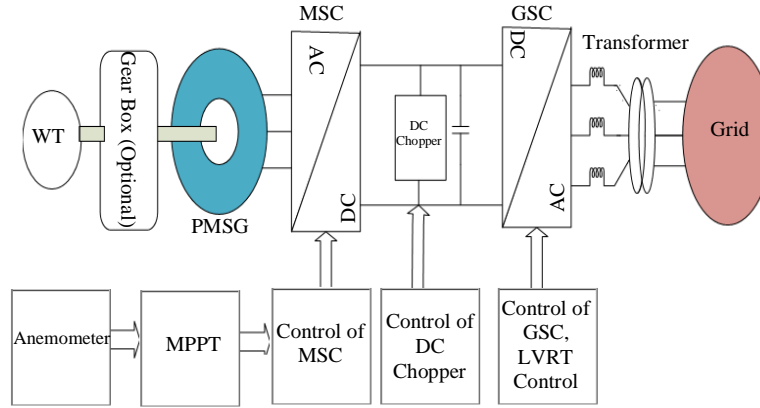 MSC
GSC
Transformer
WT
Gear Box (Optional)
PMSG
AC
DC
DC
Chopper
DC
AC
Grid
Anemometer
MPPT
Control of
MSC
Control of
DC
Chopper
Control of
GSC,
LVRT
Control